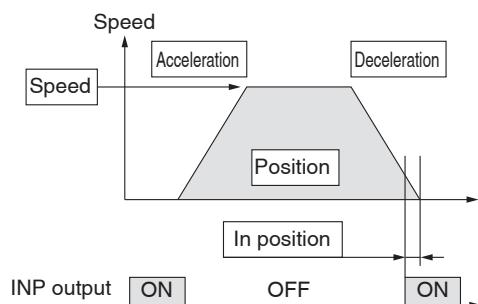 Speed
Acceleration
Deceleration
Speed
Position
In position
INP output
ON
OFF
ON